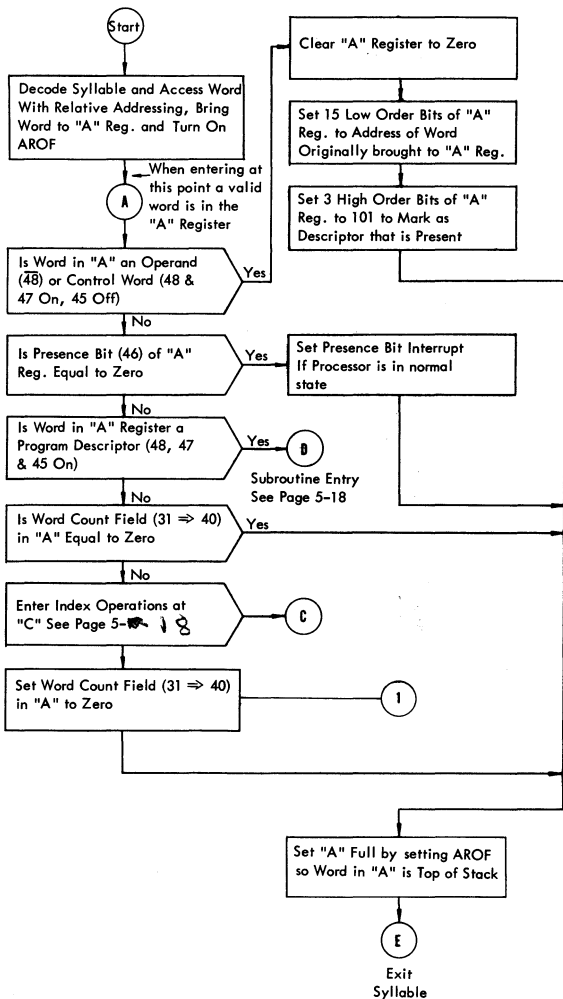 Start
Decode Syllable and Access Word
With Relative Addressing, Bring
Word to "A" Reg. and Turn On
AROF
When entering at
this point a valid
word is in the
"A" Register
A
Is Word in "A" an Operand
(4̅8̅) or Control Word (48 &
47 On, 45 Off)
Yes
No
Clear "A" Register to Zero
Set 15 Low Order Bits of "A"
Reg. to Address of Word
Originally brought to "A" Reg.
Set 3 High Order Bits of "A"
Reg. to 101 to Mark as
Descriptor that is Present
Is Presence Bit (46) of "A"
Reg. Equal to Zero
Yes
No
Set Presence Bit Interrupt
If Processor is in normal
state
Is Word in "A" Register a
Program Descriptor (48, 47
& 45 On)
Yes
No
D
Subroutine Entry
See Page 5-18
Is Word Count Field (31 ⇒ 40)
in "A" Equal to Zero
Yes
No
Enter Index Operations at
"C" See Page 5- 18
C
Set Word Count Field (31 ⇒ 40)
in "A" to Zero
1
Set "A" Full by setting AROF
so Word in "A" is Top of Stack
E
Exit
Syllable